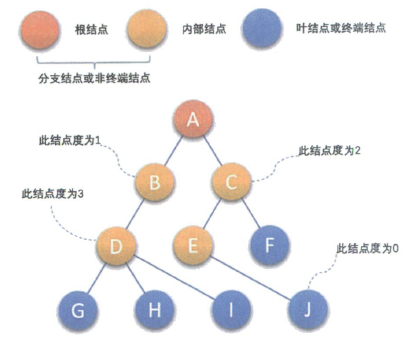 根结点 内部结点 叶结点或终端结点
分支结点或非终端结点
A
此结点度为1
此结点度为2
B C
此结点度为3
D E F
此结点度为0
G H I J